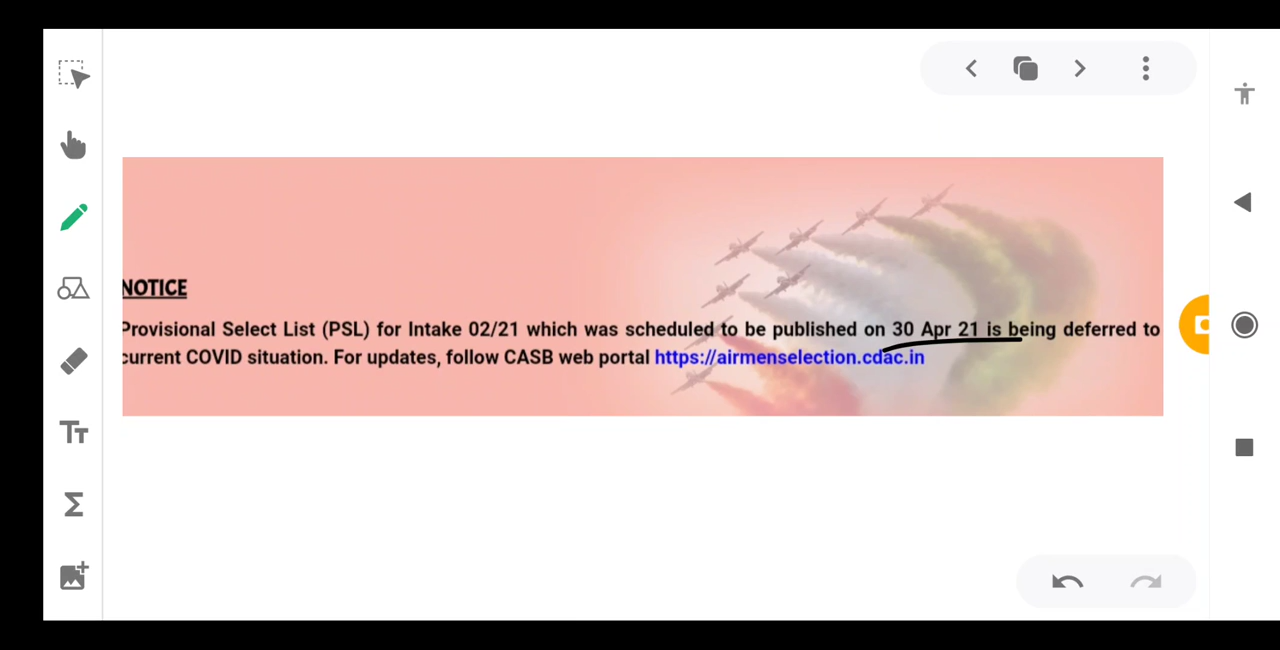 NOTICE
Provisional Select List (PSL) for Intake 02/21 which was scheduled to be published on 30 Apr 21 is being deferred to
current COVID situation. For updates, follow CASB web portal https://airmenselection.cdac.in